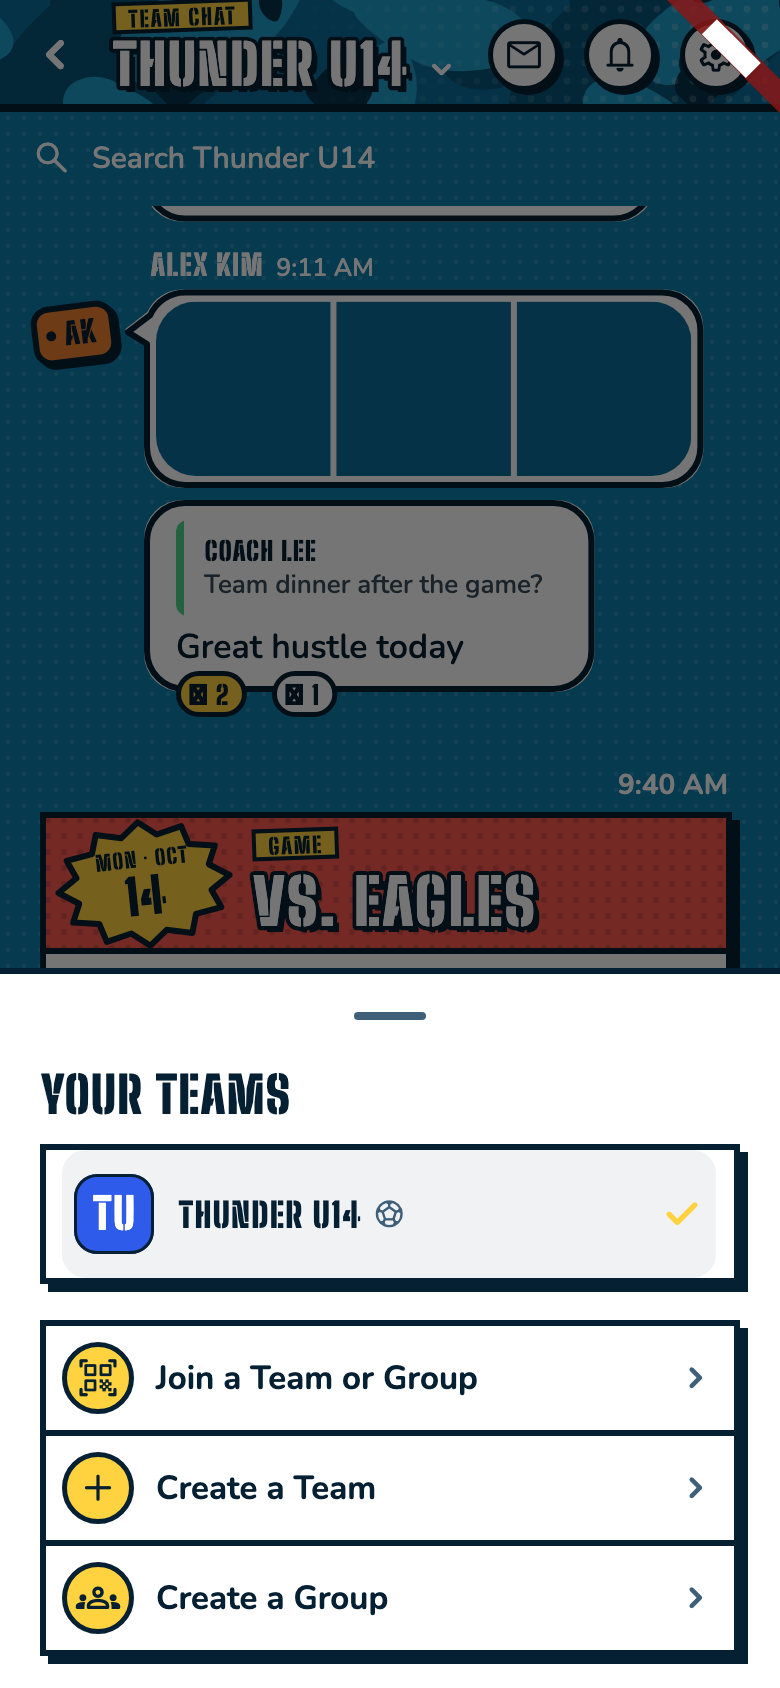 TEAM CHAT
THUNDER U14
Search Thunder U14
ALEX KIM 9:11 AM
AK
COACH LEE
Team dinner after the game?
Great hustle today
2
1
9:40 AM
MON · OCT
14
GAME
VS. EAGLES
YOUR TEAMS
TU
THUNDER U14
Join a Team or Group
Create a Team
Create a Group